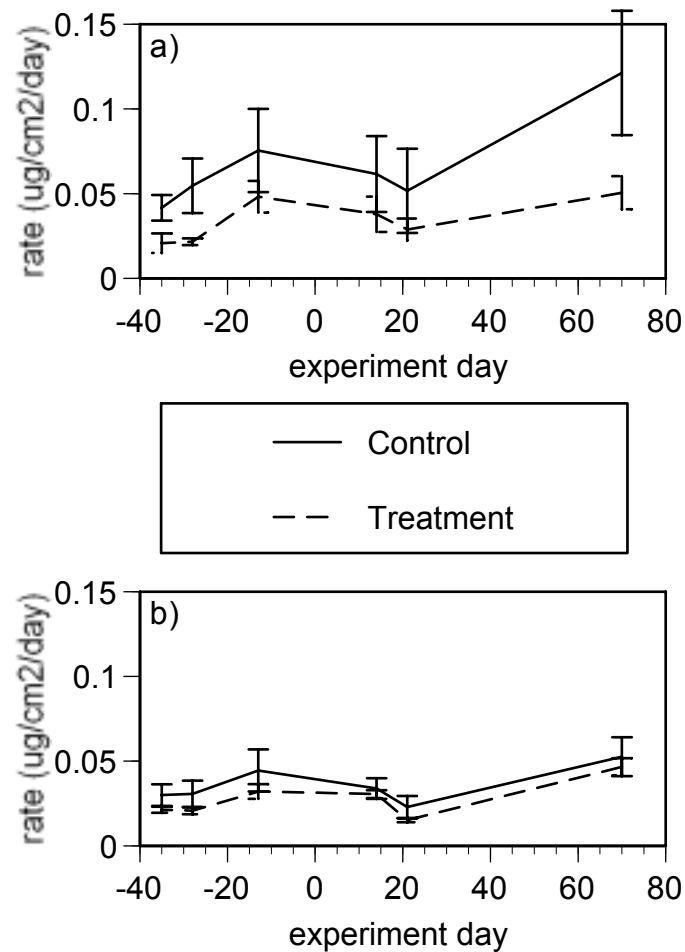 a)
rate (ug/cm2/day)
0.15
0.1
0.05
0
-40 -20 0 20 40 60 80
experiment day
Control
Treatment
b)
rate (ug/cm2/day)
0.15
0.1
0.05
0
-40 -20 0 20 40 60 80
experiment day